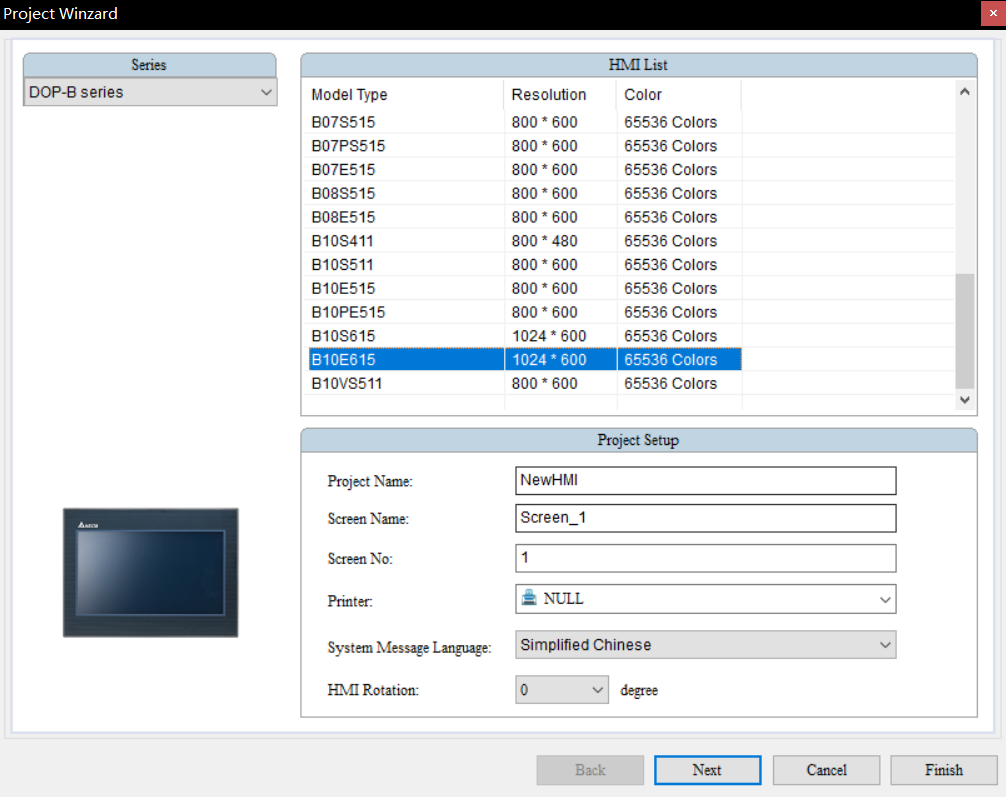 Project Winzard
Series
DOP-B series
HMI List
Model Type Resolution Color
B07S515 800 * 600 65536 Colors
B07PS515 800 * 600 65536 Colors
B07E515 800 * 600 65536 Colors
B08S515 800 * 600 65536 Colors
B08E515 800 * 600 65536 Colors
B10S411 800 * 480 65536 Colors
B10S511 800 * 600 65536 Colors
B10E515 800 * 600 65536 Colors
B10PE515 800 * 600 65536 Colors
B10S615 1024 * 600 65536 Colors
B10E615 1024 * 600 65536 Colors
B10VS511 800 * 600 65536 Colors
Project Setup
Project Name: NewHMI
Screen Name: Screen_1
Screen No: 1
Printer: NULL
System Message Language: Simplified Chinese
HMI Rotation: 0 degree
Back Next Cancel Finish